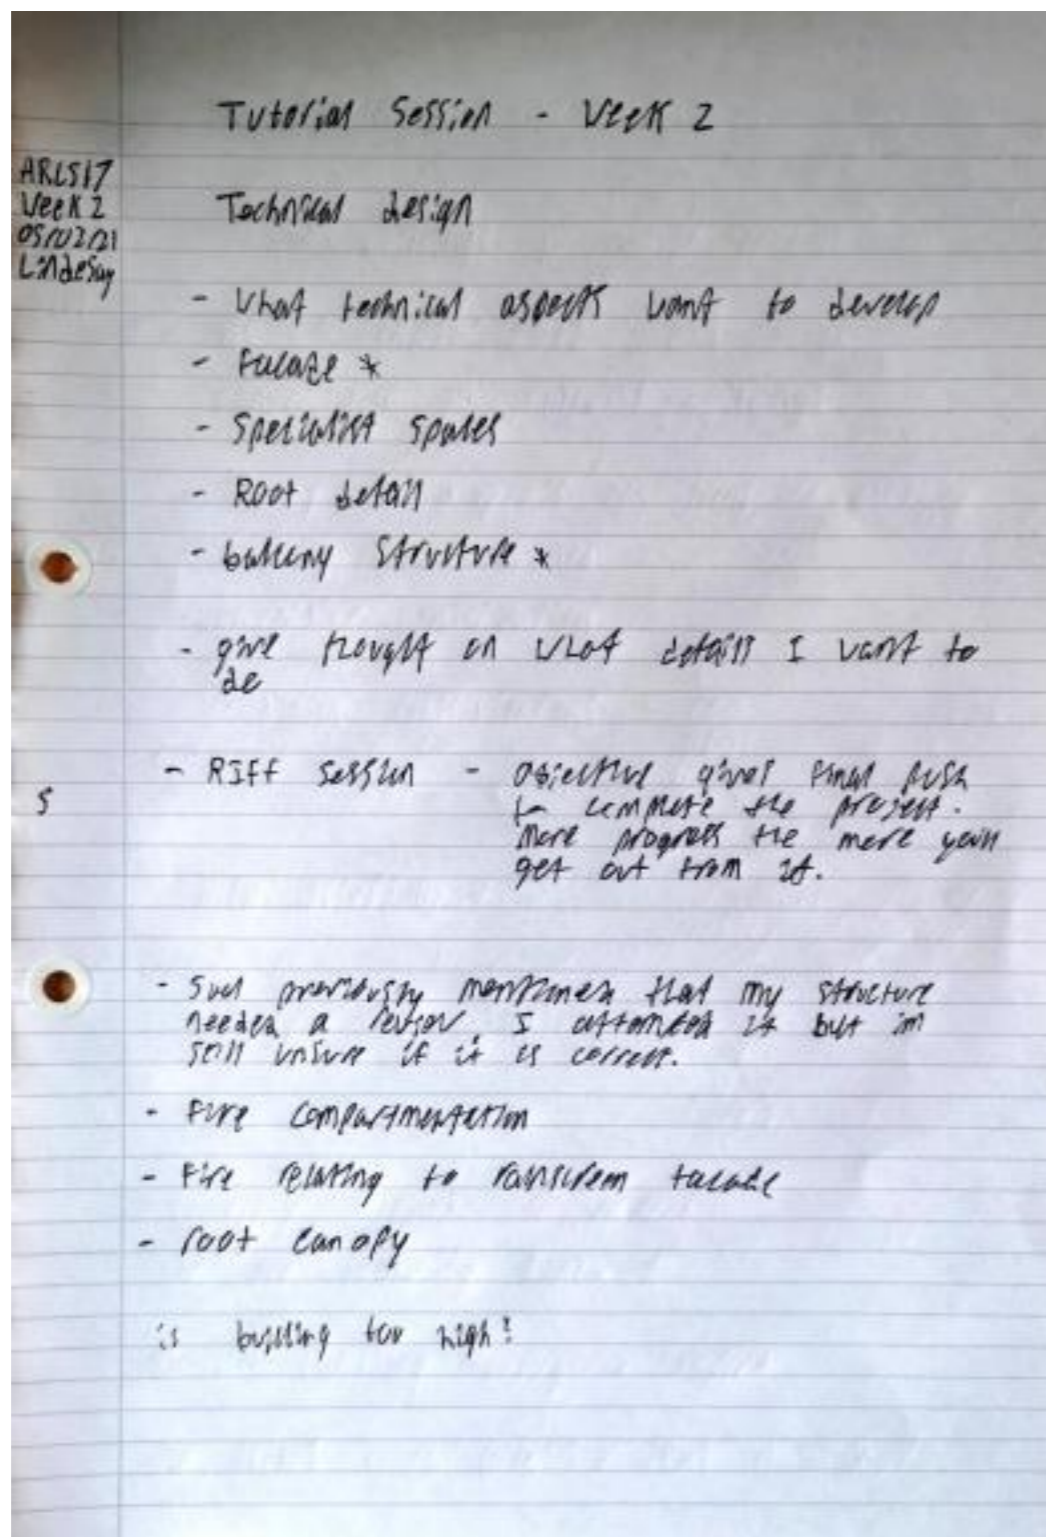 Tutorial Session - Week 2
ARC517
Week 2
05/02/21
Lindesay
Technical design
- What technical aspects want to develop
- Facade *
- Specialist spaces
- Roof detail
- balcony structure *
- give thought on what details I want to
do
- RIFF session - Objective gives final push
to complete the project.
More progress the more you
get out from it.
5
- previously mentioned that my structure
needed a I attempted it but im
still unsure if it is correct.
- Fire compartmentation
- Fire relating to rainscreen facade
- roof canopy
is building too high?